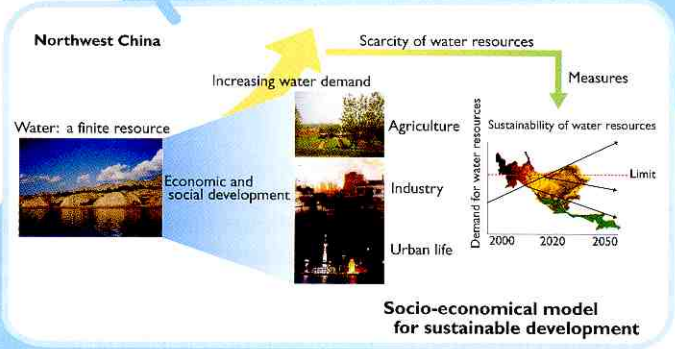 Northwest China
Scarcity of water resources
Increasing water demand
Measures
Water: a finite resource
Agriculture
Sustainability of water resources
Economic and
social development
Industry
Limit
Demand for water resources
Urban life
2000 2020 2050
Socio-economical model
for sustainable development